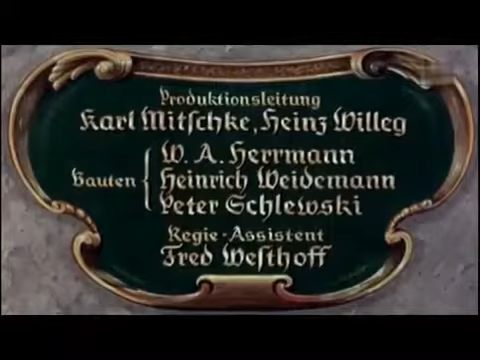 Produktionsleitung
Karl Mitschke, Heinz Willeg
W. A. Herrmann
Bauten { Heinrich Weidemann
Peter Schlewski
Regie-Assistent
Fred Westhoff